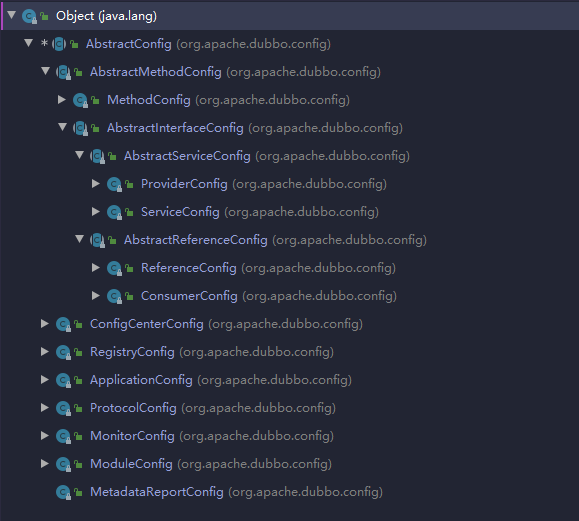 Object (java.lang)
* AbstractConfig (org.apache.dubbo.config)
AbstractMethodConfig (org.apache.dubbo.config)
MethodConfig (org.apache.dubbo.config)
AbstractInterfaceConfig (org.apache.dubbo.config)
AbstractServiceConfig (org.apache.dubbo.config)
ProviderConfig (org.apache.dubbo.config)
ServiceConfig (org.apache.dubbo.config)
AbstractReferenceConfig (org.apache.dubbo.config)
ReferenceConfig (org.apache.dubbo.config)
ConsumerConfig (org.apache.dubbo.config)
ConfigCenterConfig (org.apache.dubbo.config)
RegistryConfig (org.apache.dubbo.config)
ApplicationConfig (org.apache.dubbo.config)
ProtocolConfig (org.apache.dubbo.config)
MonitorConfig (org.apache.dubbo.config)
ModuleConfig (org.apache.dubbo.config)
MetadataReportConfig (org.apache.dubbo.config)